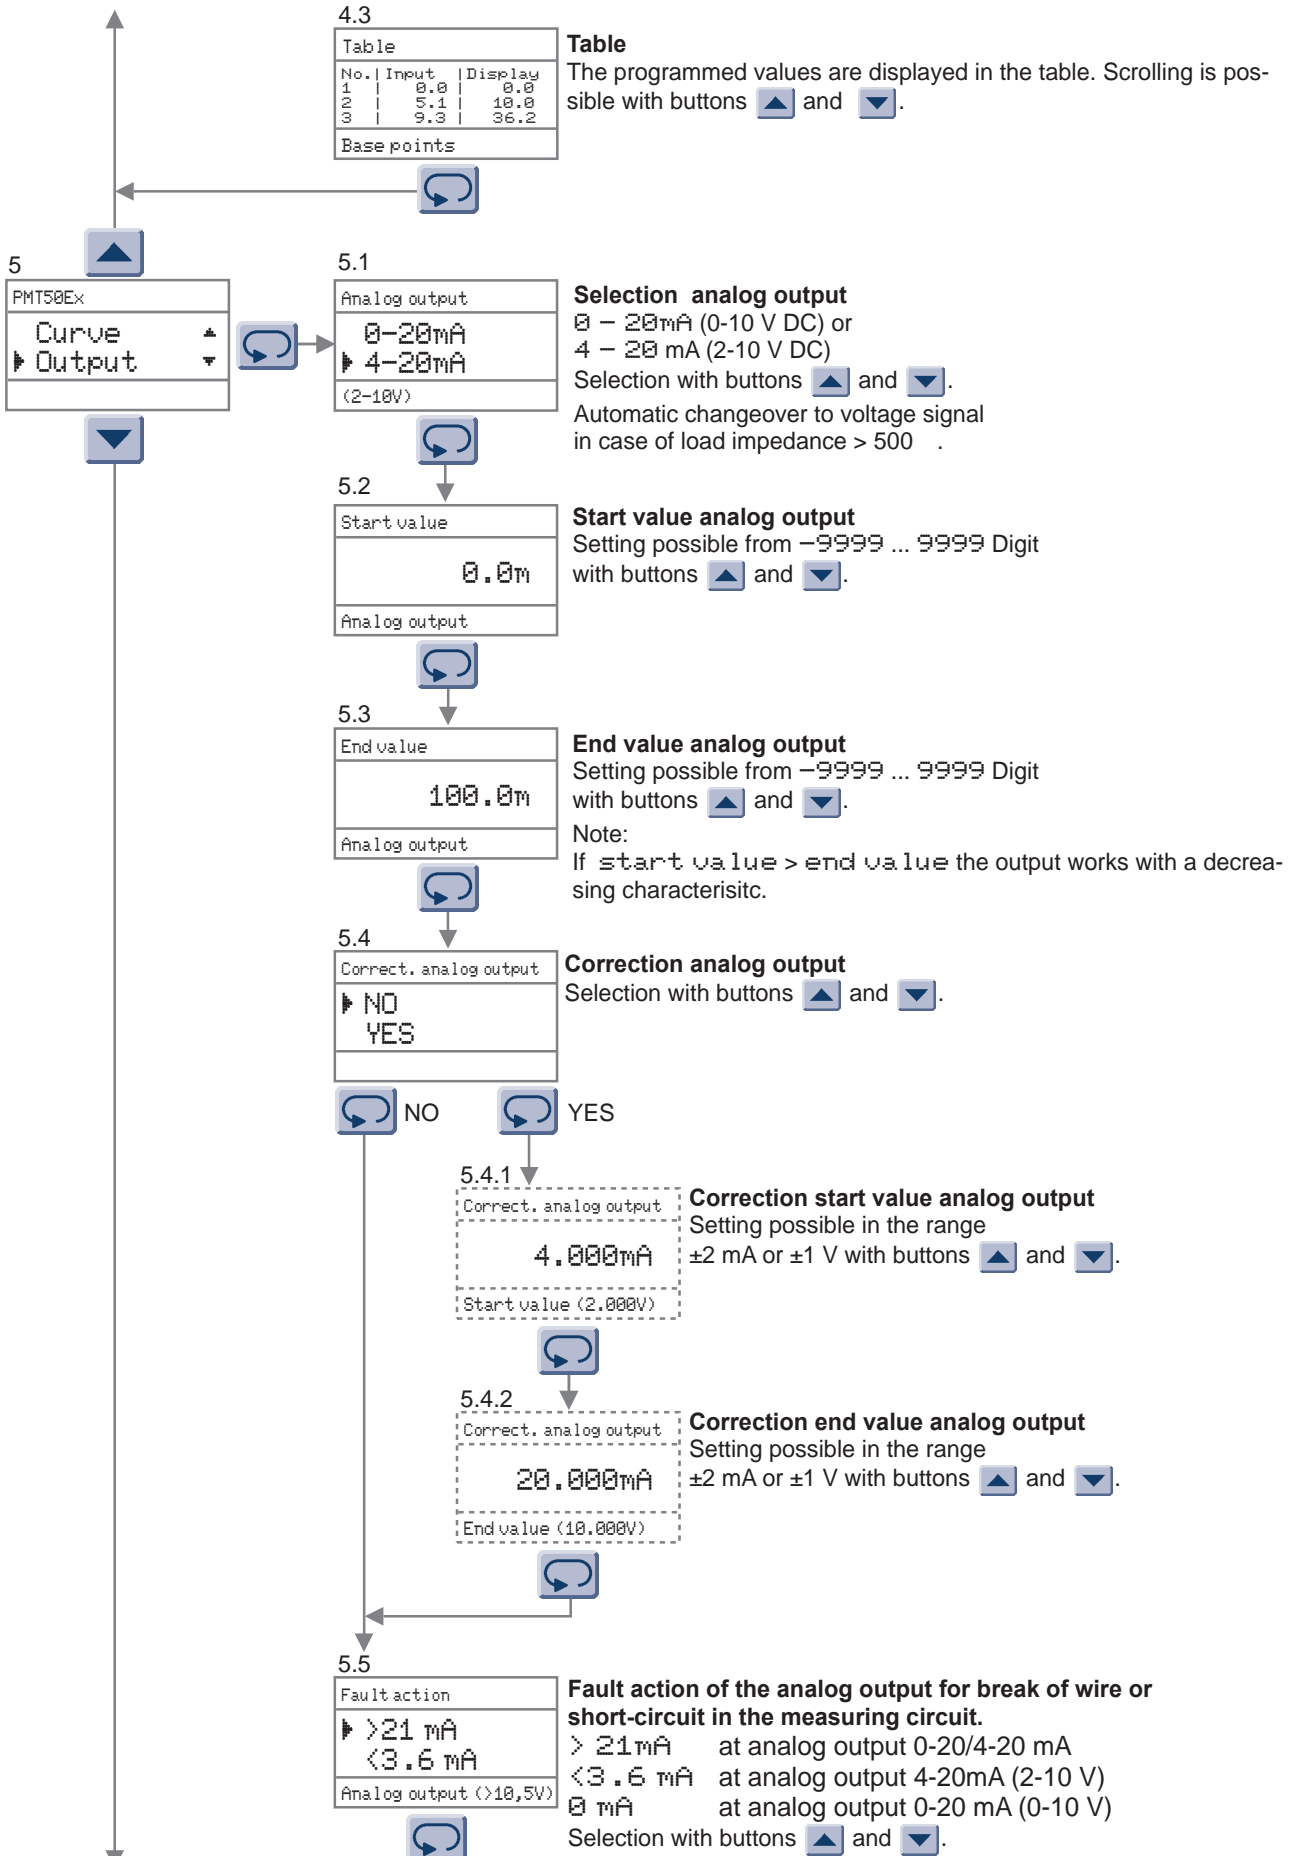 4.3
Table
No.|Input |Display
1 | 0.0 | 0.0
2 | 5.1 | 10.0
3 | 9.3 | 36.2
Base points
Table
The programmed values are displayed in the table. Scrolling is pos-
sible with buttons and .
5
PMT50Ex
Curve
Output
5.1
Analog output
0-20mA
4-20mA
(2-10V)
Selection analog output
0 – 20mA (0-10 V DC) or
4 – 20 mA (2-10 V DC)
Selection with buttons and .
Automatic changeover to voltage signal
in case of load impedance > 500 .
5.2
Start value
0.0m
Analog output
Start value analog output
Setting possible from –9999 ... 9999 Digit
with buttons and .
5.3
End value
100.0m
Analog output
End value analog output
Setting possible from –9999 ... 9999 Digit
with buttons and .
Note:
If start value > end value the output works with a decrea-
sing characterisitc.
5.4
Correct. analog output
NO
YES
Correction analog output
Selection with buttons and .
NO
YES
5.4.1
Correct. analog output
4.000mA
Start value (2.000V)
Correction start value analog output
Setting possible in the range
±2 mA or ±1 V with buttons and .
5.4.2
Correct. analog output
20.000mA
End value (10.000V)
Correction end value analog output
Setting possible in the range
±2 mA or ±1 V with buttons and .
5.5
Fault action
>21 mA
<3.6 mA
Analog output (>10,5V)
Fault action of the analog output for break of wire or
short-circuit in the measuring circuit.
> 21mA at analog output 0-20/4-20 mA
<3.6 mA at analog output 4-20mA (2-10 V)
0 mA at analog output 0-20 mA (0-10 V)
Selection with buttons and .